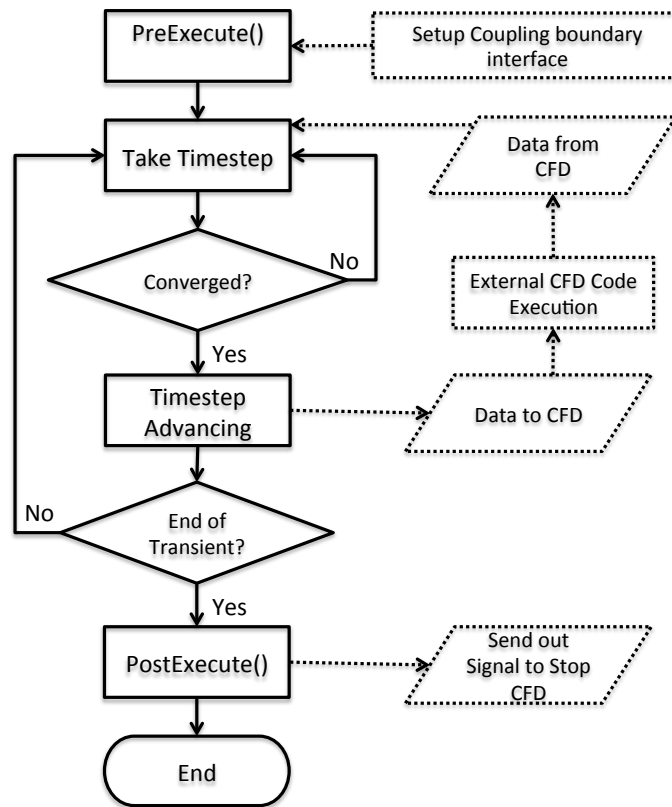 PreExecute()
Setup Coupling boundary
interface
Take Timestep
Data from
CFD
Converged?
No
External CFD Code
Execution
Yes
Timestep
Advancing
Data to CFD
No
End of
Transient?
Yes
PostExecute()
Send out
Signal to Stop
CFD
End